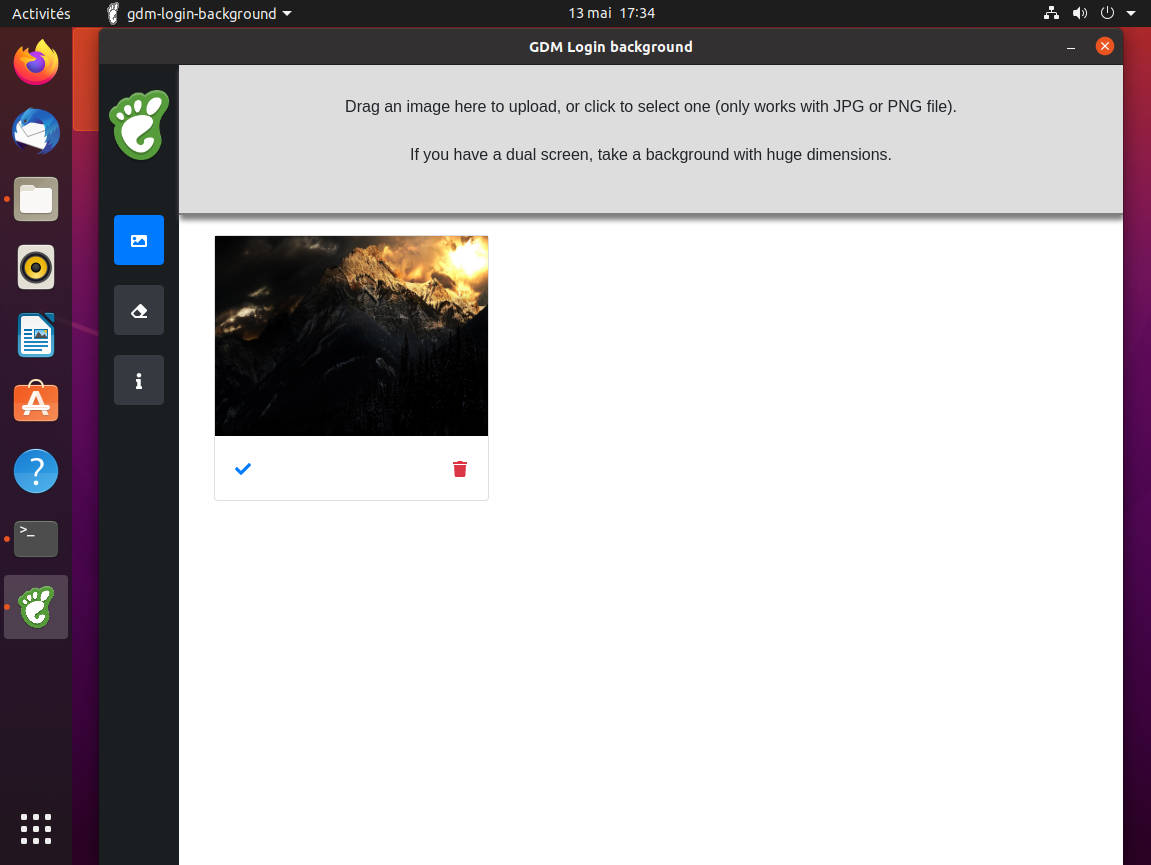 Activités
gdm-login-background
13 mai 17:34
GDM Login background
Drag an image here to upload, or click to select one (only works with JPG or PNG file).
If you have a dual screen, take a background with huge dimensions.
>_